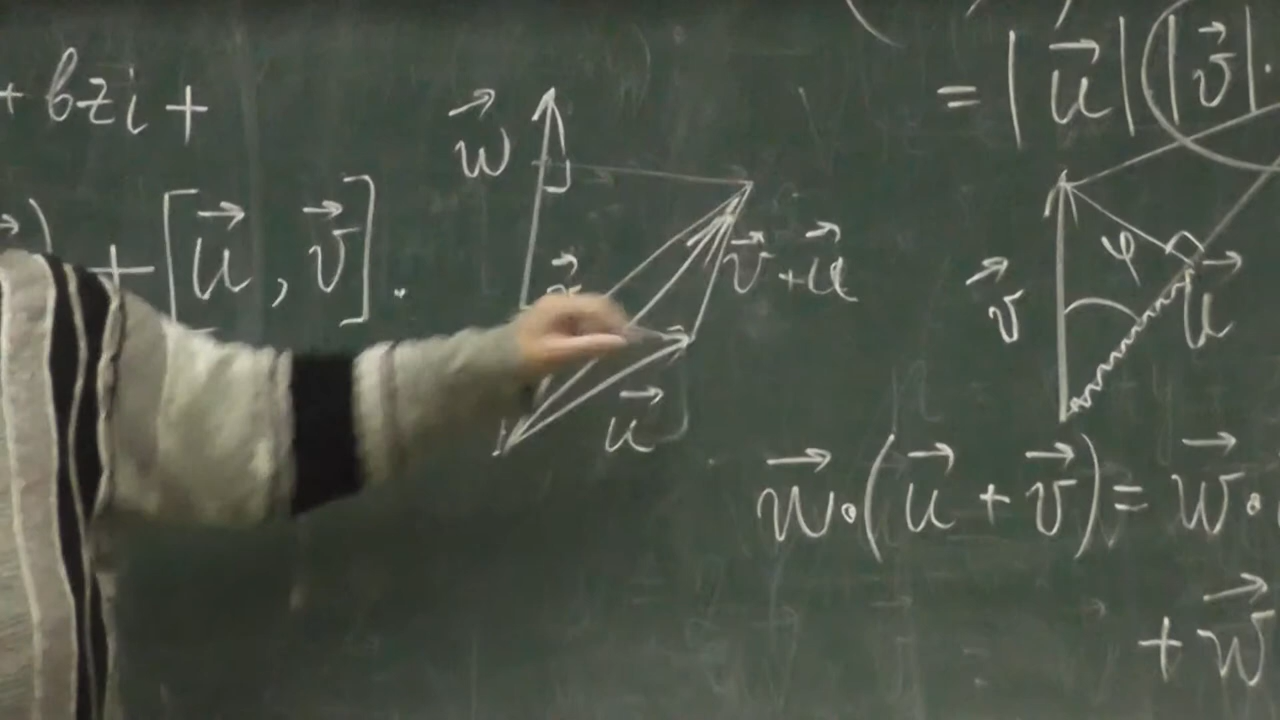 + bzi +
+ [u⃗, v⃗].
w⃗
v⃗ + u⃗
u⃗
= |u⃗| |v⃗| ·
v⃗
φ
u⃗
w⃗ · (u⃗ + v⃗) = w⃗ ·
+ w⃗